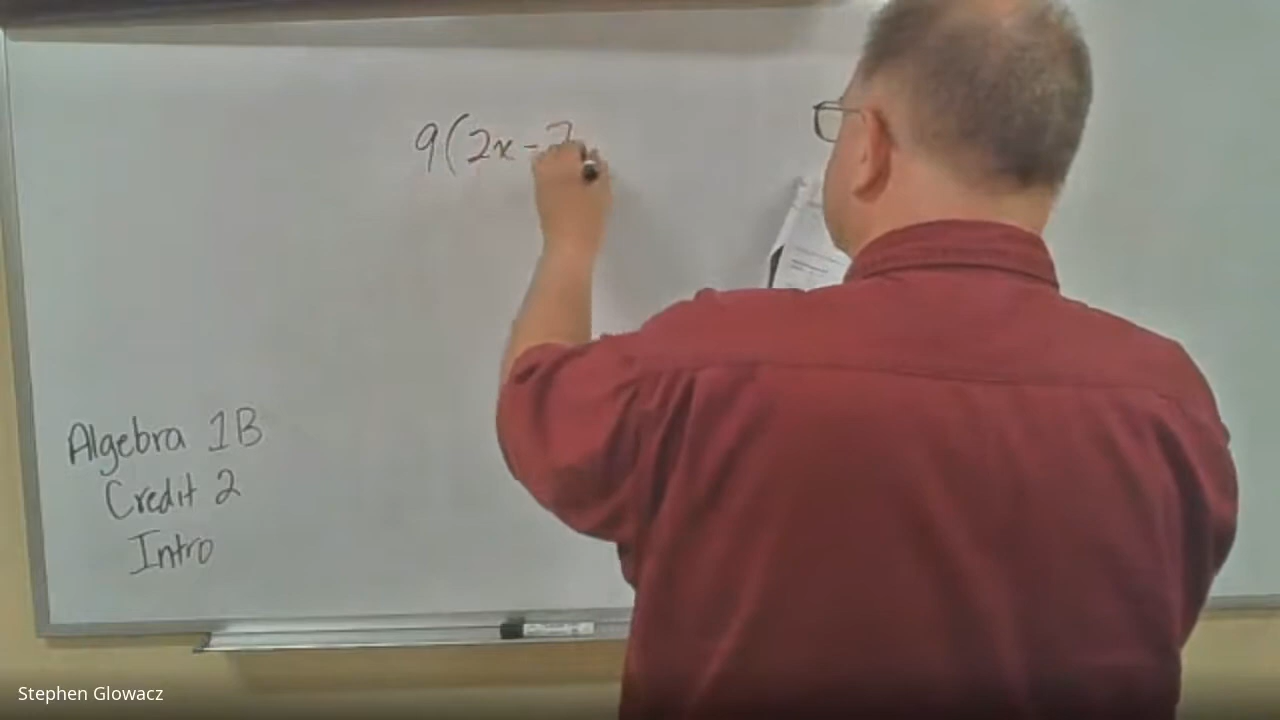 9(2x-7
Algebra 1B
Credit 2
Intro
Stephen Glowacz